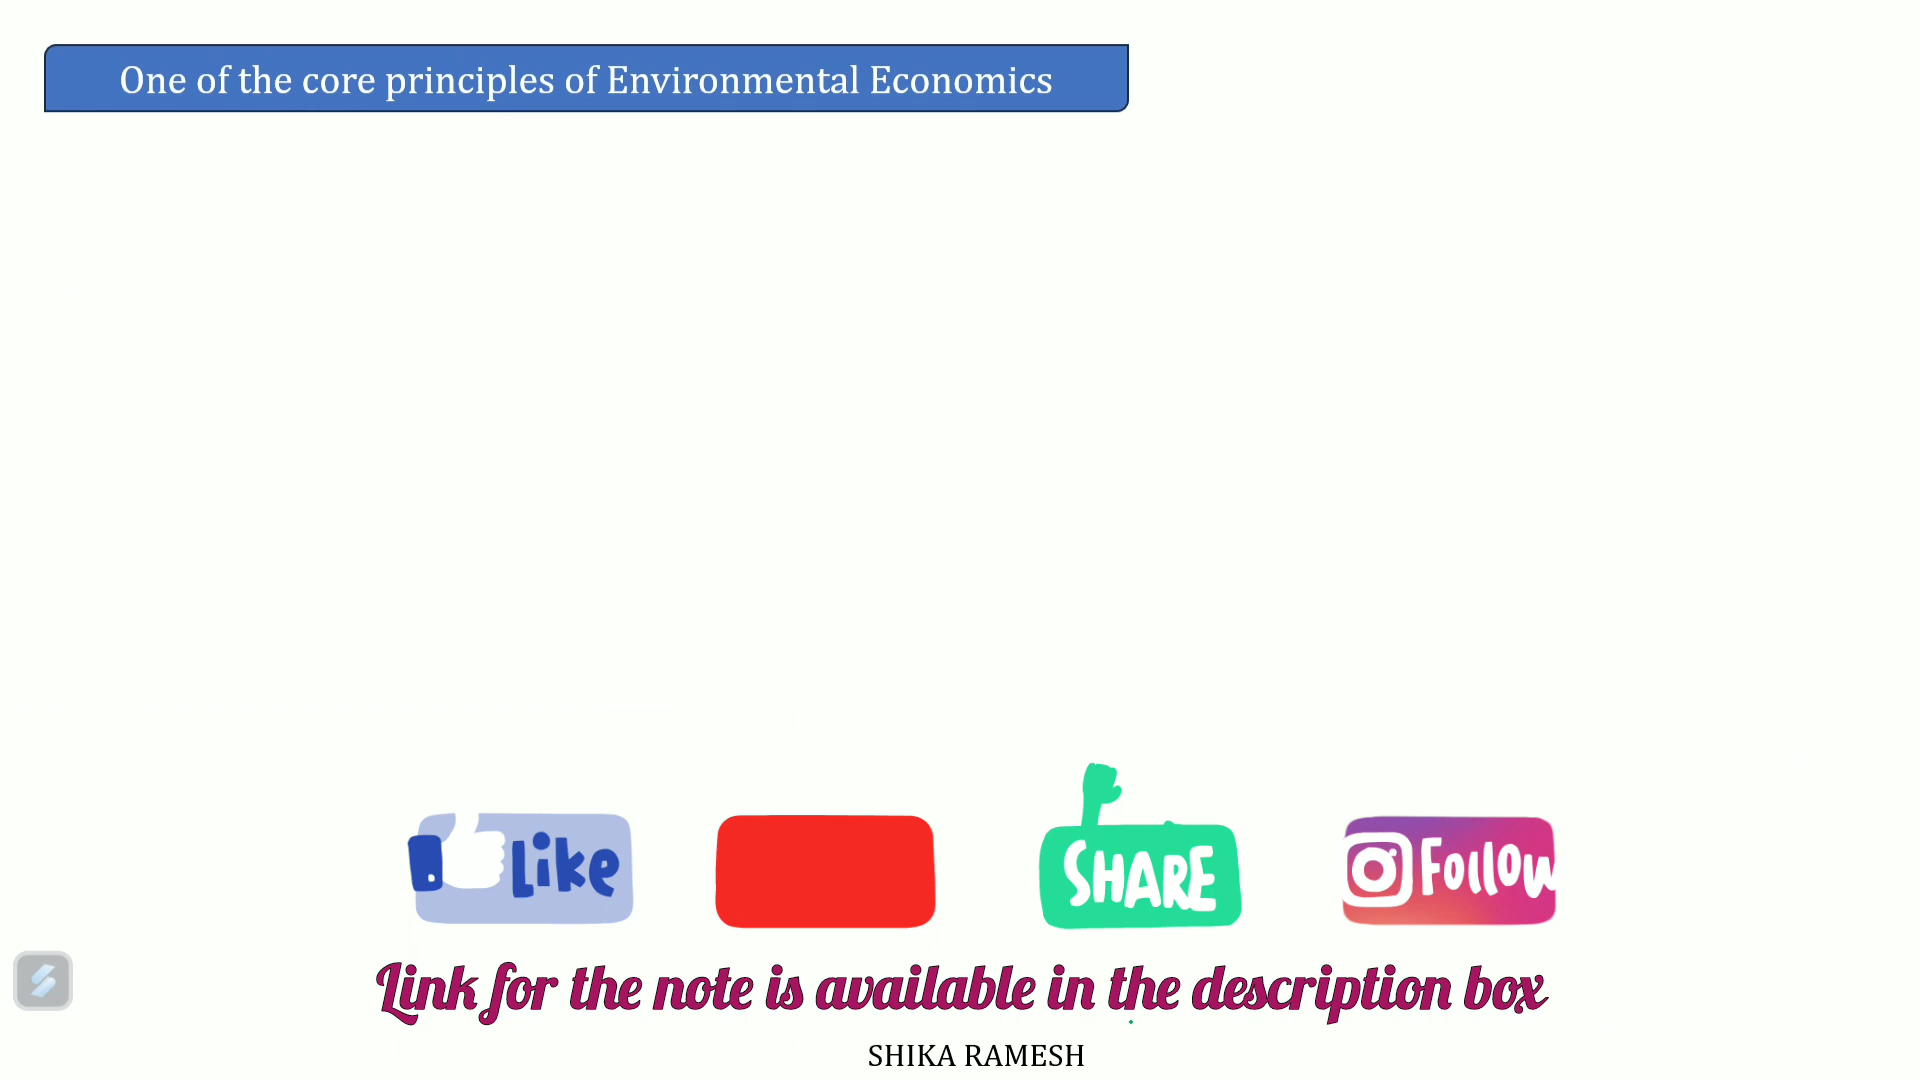 One of the core principles of Environmental Economics
Like
SHARE
Follow
Link for the note is available in the description box
SHIKA RAMESH